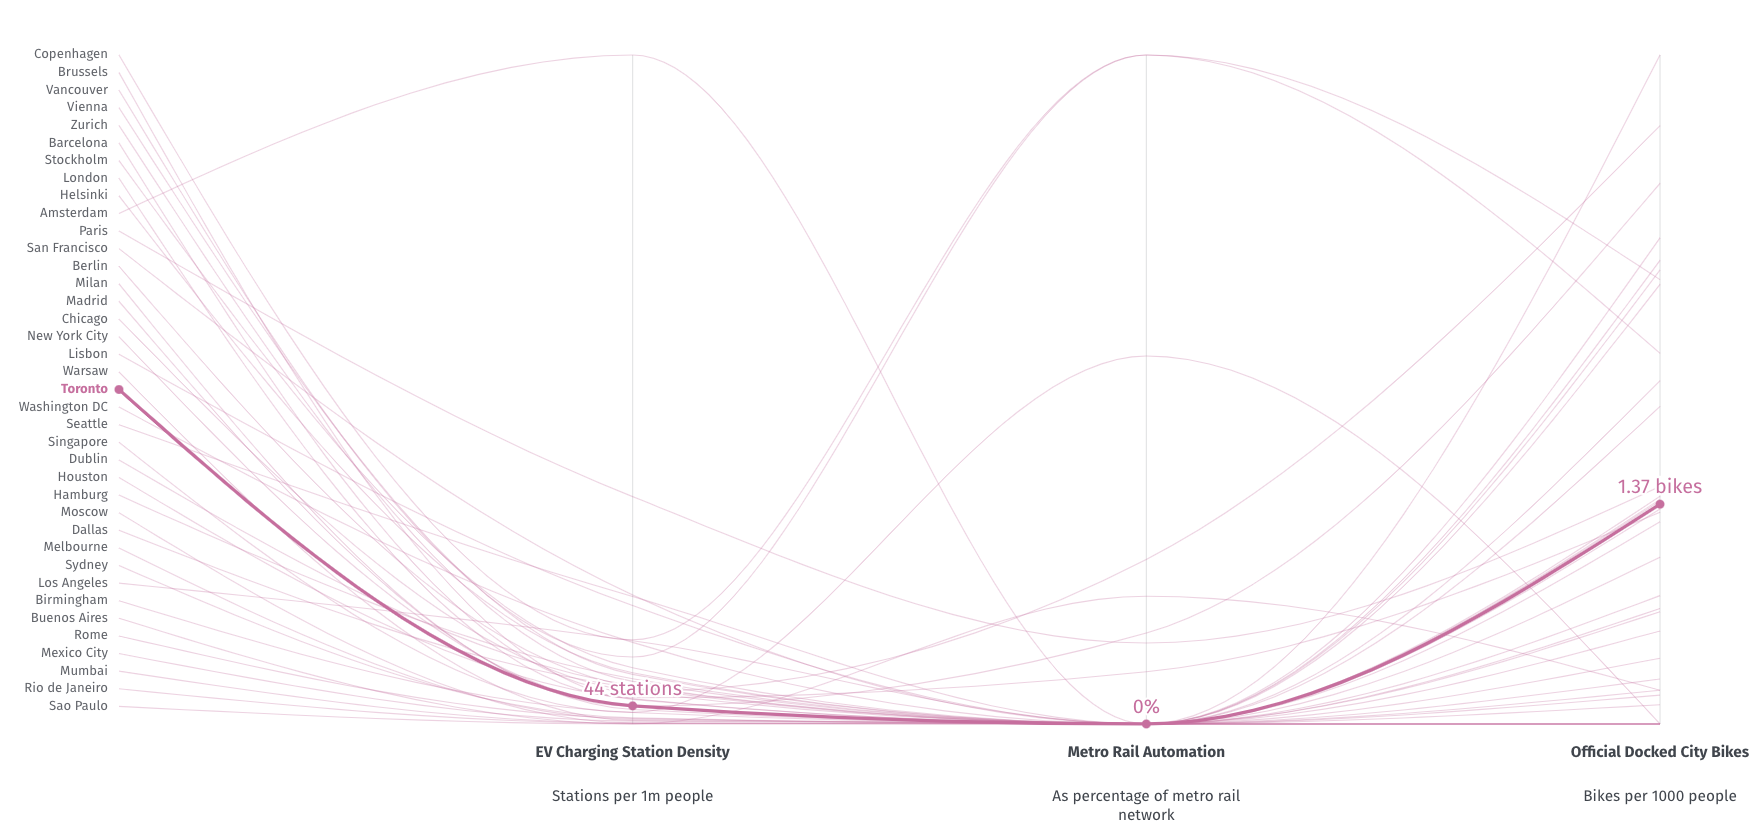 Copenhagen
Brussels
Vancouver
Vienna
Zurich
Barcelona
Stockholm
London
Helsinki
Amsterdam
Paris
San Francisco
Berlin
Milan
Madrid
Chicago
New York City
Lisbon
Warsaw
Toronto
Washington DC
Seattle
Singapore
Dublin
Houston
Hamburg
Moscow
Dallas
Melbourne
Sydney
Los Angeles
Birmingham
Buenos Aires
Rome
Mexico City
Mumbai
Rio de Janeiro
Sao Paulo
44 stations
0%
1.37 bikes
EV Charging Station Density
Stations per 1m people
Metro Rail Automation
As percentage of metro rail
network
Official Docked City Bikes
Bikes per 1000 people